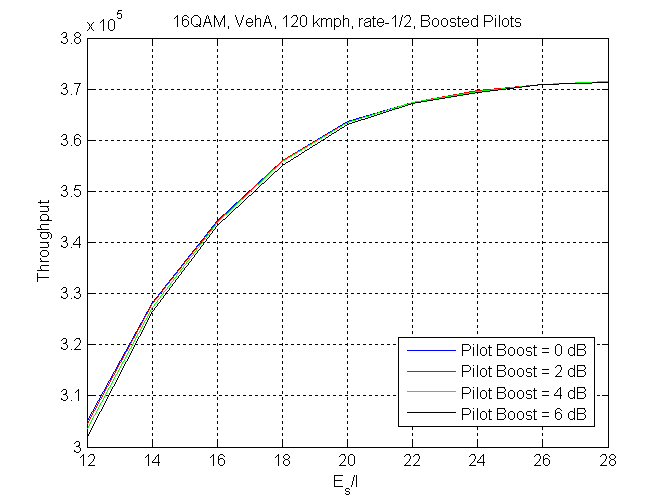 16QAM, VehA, 120 kmph, rate-1/2, Boosted Pilots
x 10^5
3.8
3.7
3.6
3.5
3.4
3.3
3.2
3.1
3
Throughput
Pilot Boost = 0 dB
Pilot Boost = 2 dB
Pilot Boost = 4 dB
Pilot Boost = 6 dB
12 14 16 18 20 22 24 26 28
E_s/I